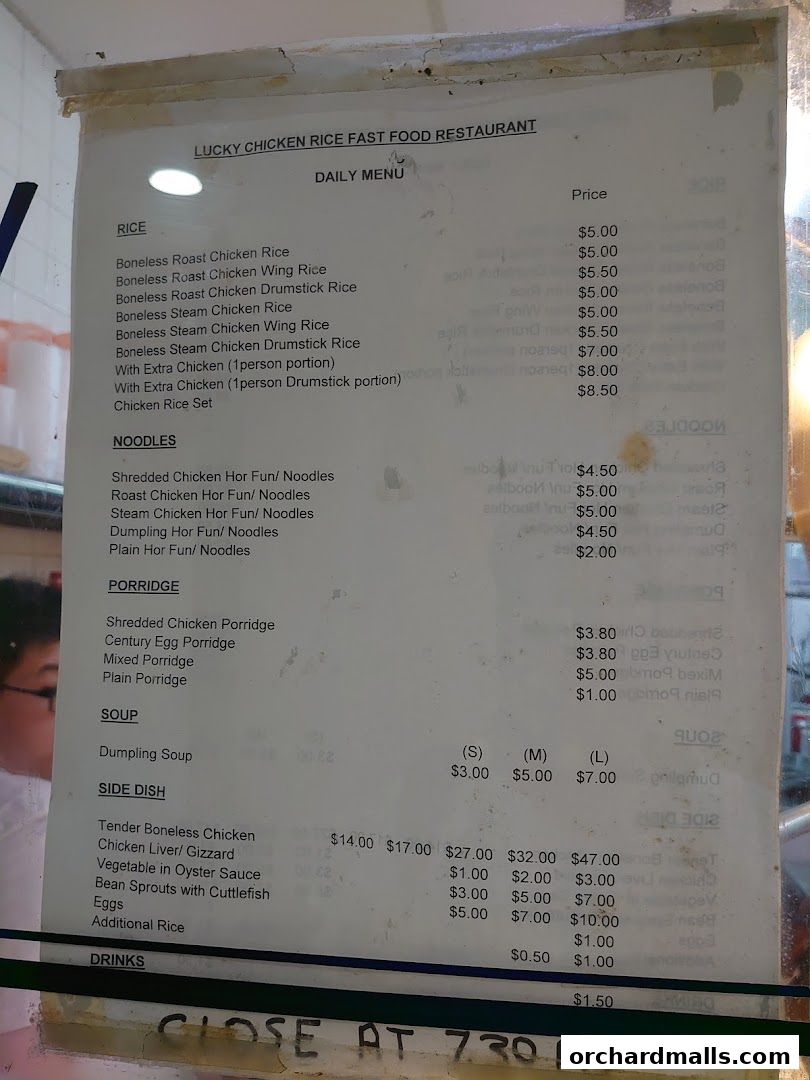 LUCKY CHICKEN RICE FAST FOOD RESTAURANT
DAILY MENU
Price
RICE
Boneless Roast Chicken Rice $5.00
Boneless Roast Chicken Wing Rice $5.00
Boneless Roast Chicken Drumstick Rice $5.50
Boneless Steam Chicken Rice $5.00
Boneless Steam Chicken Wing Rice $5.00
Boneless Steam Chicken Drumstick Rice $5.50
With Extra Chicken (1person portion) $7.00
With Extra Chicken (1person Drumstick portion) $8.00
Chicken Rice Set $8.50
NOODLES
Shredded Chicken Hor Fun/ Noodles $4.50
Roast Chicken Hor Fun/ Noodles $5.00
Steam Chicken Hor Fun/ Noodles $5.00
Dumpling Hor Fun/ Noodles $4.50
Plain Hor Fun/ Noodles $2.00
PORRIDGE
Shredded Chicken Porridge $3.80
Century Egg Porridge $3.80
Mixed Porridge $5.00
Plain Porridge $1.00
SOUP
(S) (M) (L)
Dumpling Soup $3.00 $5.00 $7.00
SIDE DISH
Tender Boneless Chicken $14.00 $17.00 $27.00 $32.00 $47.00
Chicken Liver/ Gizzard $1.00 $2.00 $3.00
Vegetable in Oyster Sauce $3.00 $5.00 $7.00
Bean Sprouts with Cuttlefish $5.00 $7.00 $10.00
Eggs $1.00
Additional Rice $0.50 $1.00
DRINKS
$1.50
CLOSE AT 730
orchardmalls.com